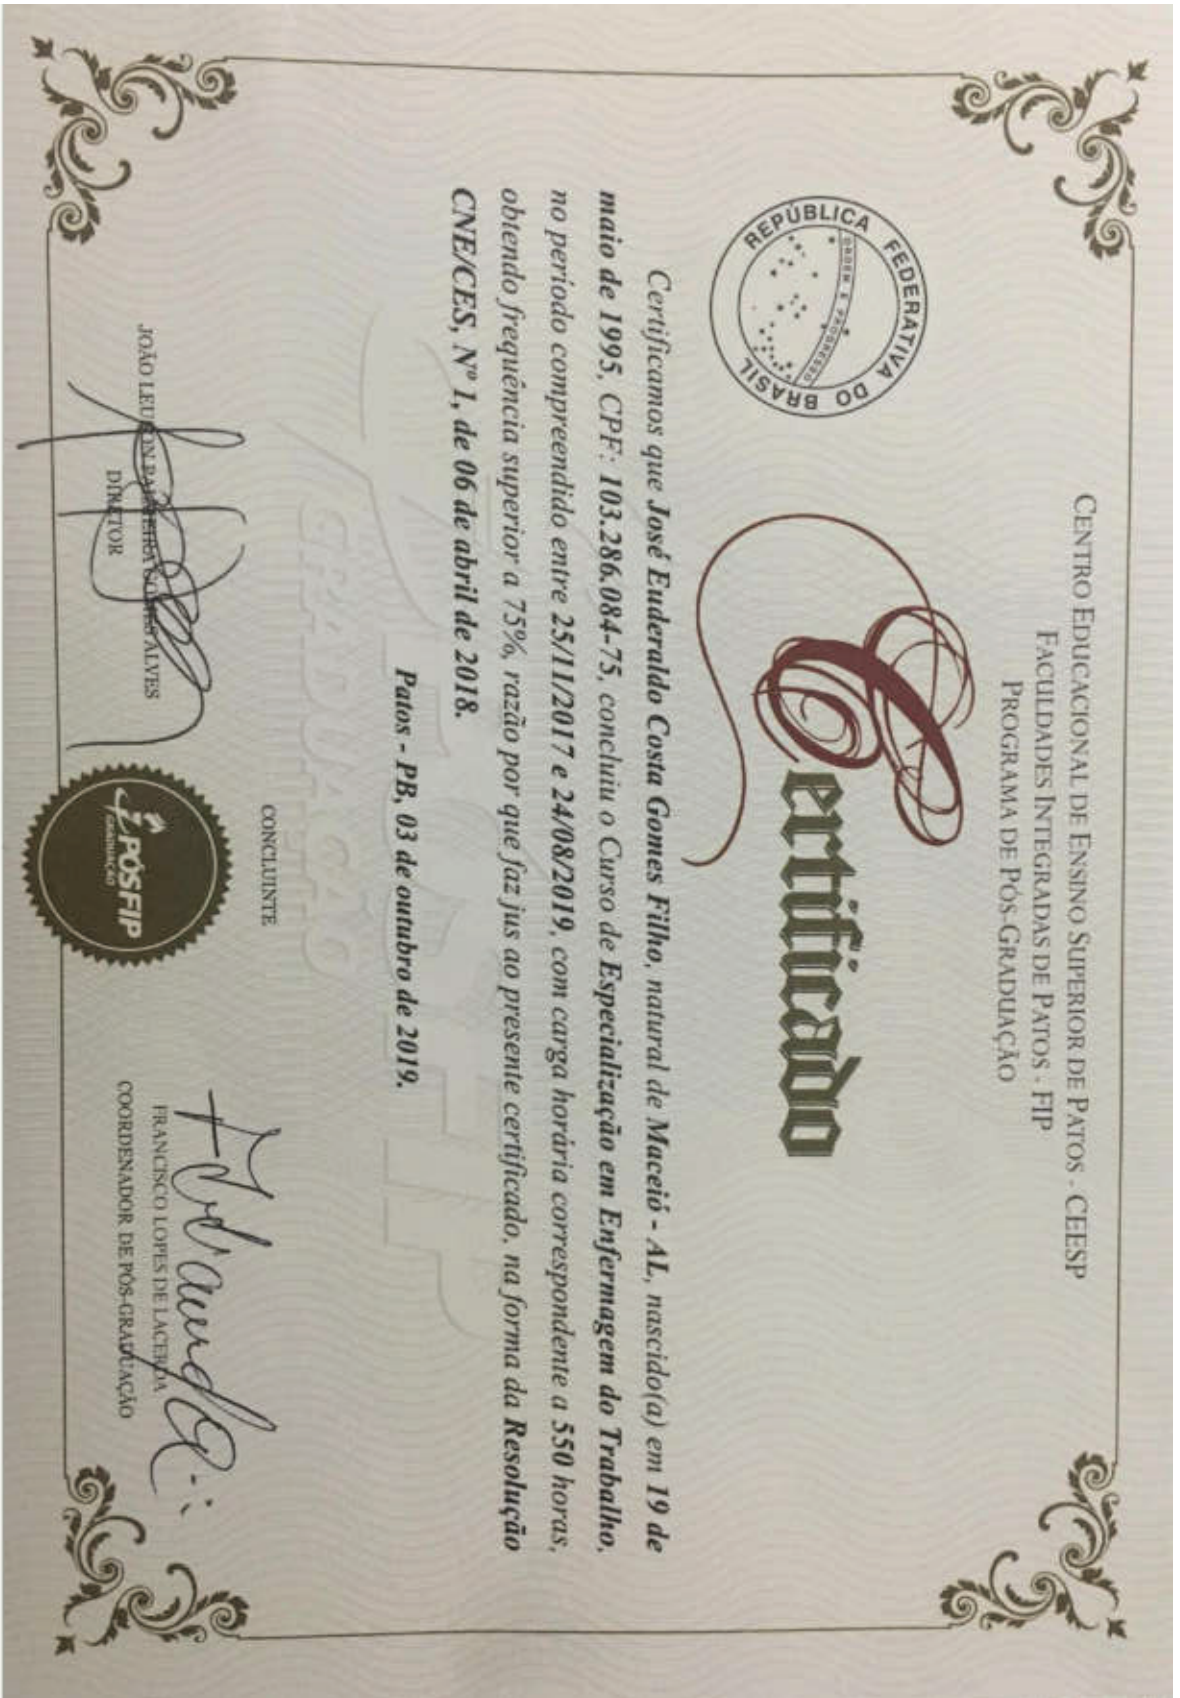 CENTRO EDUCACIONAL DE ENSINO SUPERIOR DE PATOS - CEESP
FACULDADES INTEGRADAS DE PATOS - FIP
PROGRAMA DE PÓS-GRADUAÇÃO
REPÚBLICA FEDERATIVA DO BRASIL
ORDEM E PROGRESSO
Certificado
Certificamos que José Euderaldo Costa Gomes Filho, natural de Maceió - AL, nascido(a) em 19 de
maio de 1995, CPF: 103.286.084-75, concluiu o Curso de Especialização em Enfermagem do Trabalho,
no período compreendido entre 25/11/2017 e 24/08/2019, com carga horária correspondente a 550 horas,
obtendo frequência superior a 75%, razão por que faz jus ao presente certificado, na forma da Resolução
CNE/CES, Nº 1, de 06 de abril de 2018.
Patos - PB, 03 de outubro de 2019.
GRADUAÇÃO
CONCLUINTE
JOÃO ALVES
DIRETOR
PÓSFIP
GRADUAÇÃO
FRANCISCO LOPES DE LACERDA
COORDENADOR DE PÓS-GRADUAÇÃO